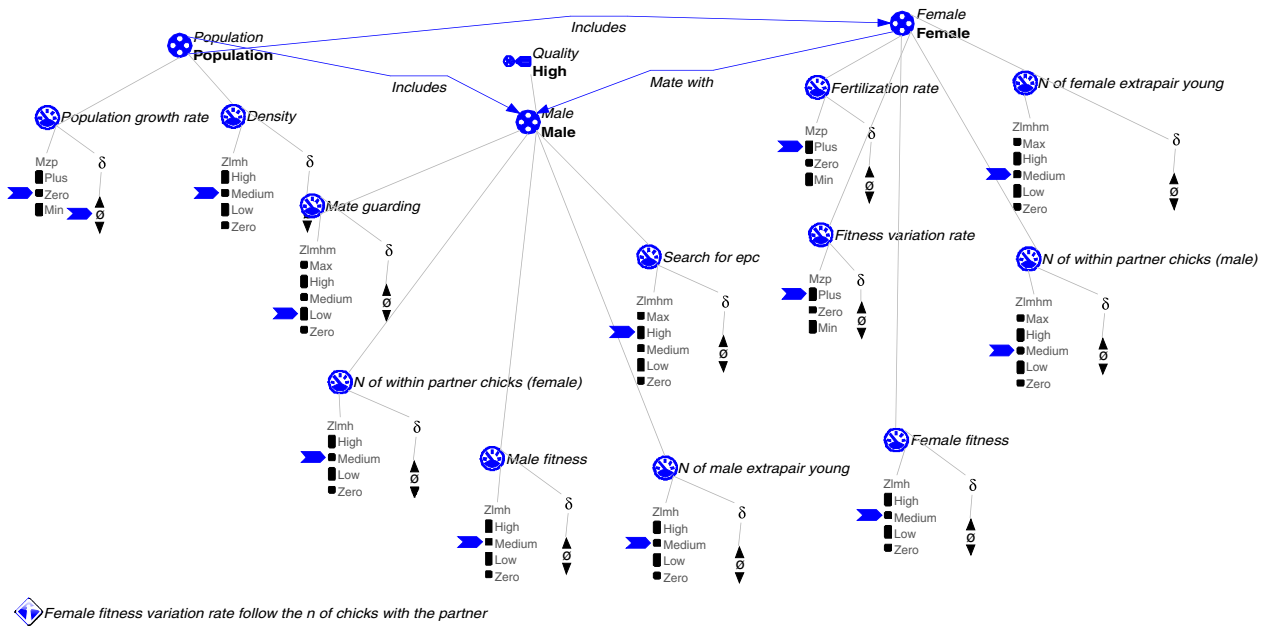 Population
Population
Includes
Female
Female
Quality
High
Includes
Mate with
Male
Male
Population growth rate
Mzp
Plus
Zero
Min
δ
ø
Density
Zlmh
High
Medium
Low
Zero
δ
Mate guarding
Zlmhm
Max
High
Medium
Low
Zero
δ
ø
N of within partner chicks (female)
Zlmh
High
Medium
Low
Zero
δ
ø
Male fitness
Zlmh
High
Medium
Low
Zero
δ
ø
Search for epc
Zlmhm
Max
High
Medium
Low
Zero
δ
ø
N of male extrapair young
Zlmh
High
Medium
Low
Zero
δ
ø
Fertilization rate
Mzp
Plus
Zero
Min
δ
ø
Fitness variation rate
Mzp
Plus
Zero
Min
δ
ø
Female fitness
Zlmh
High
Medium
Low
Zero
δ
ø
N of female extrapair young
Zlmhm
Max
High
Medium
Low
Zero
δ
ø
N of within partner chicks (male)
Zlmhm
Max
High
Medium
Low
Zero
δ
ø
Female fitness variation rate follow the n of chicks with the partner